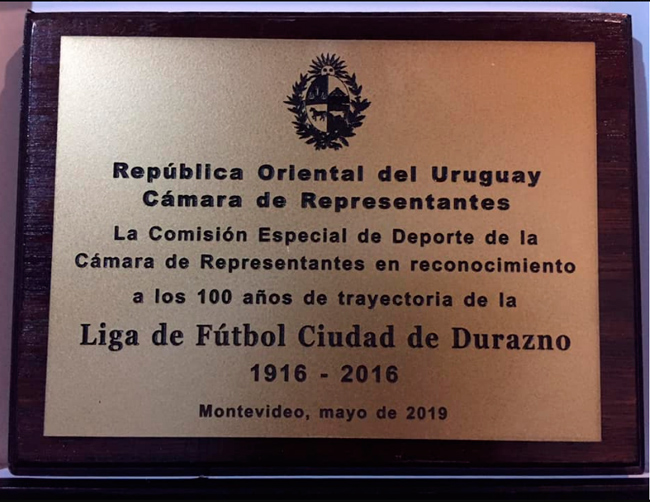 República Oriental del Uruguay
Cámara de Representantes
La Comisión Especial de Deporte de la
Cámara de Representantes en reconocimiento
a los 100 años de trayectoria de la
Liga de Fútbol Ciudad de Durazno
1916 - 2016
Montevideo, mayo de 2019